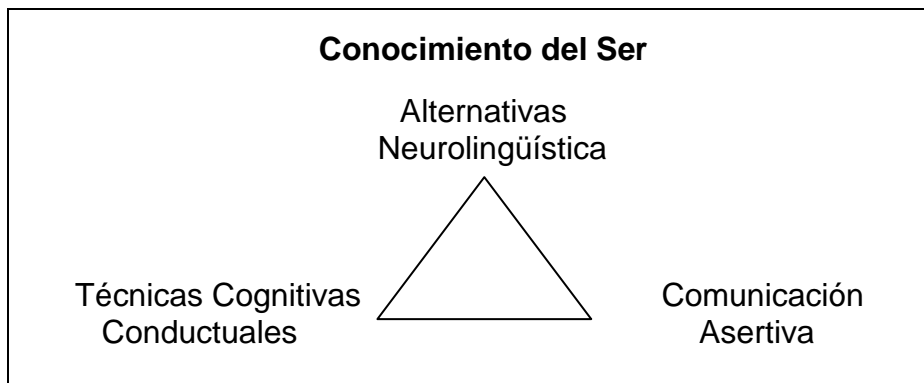 Conocimiento del Ser
Alternativas
Neurolingüística
Técnicas Cognitivas
Conductuales
Comunicación
Asertiva